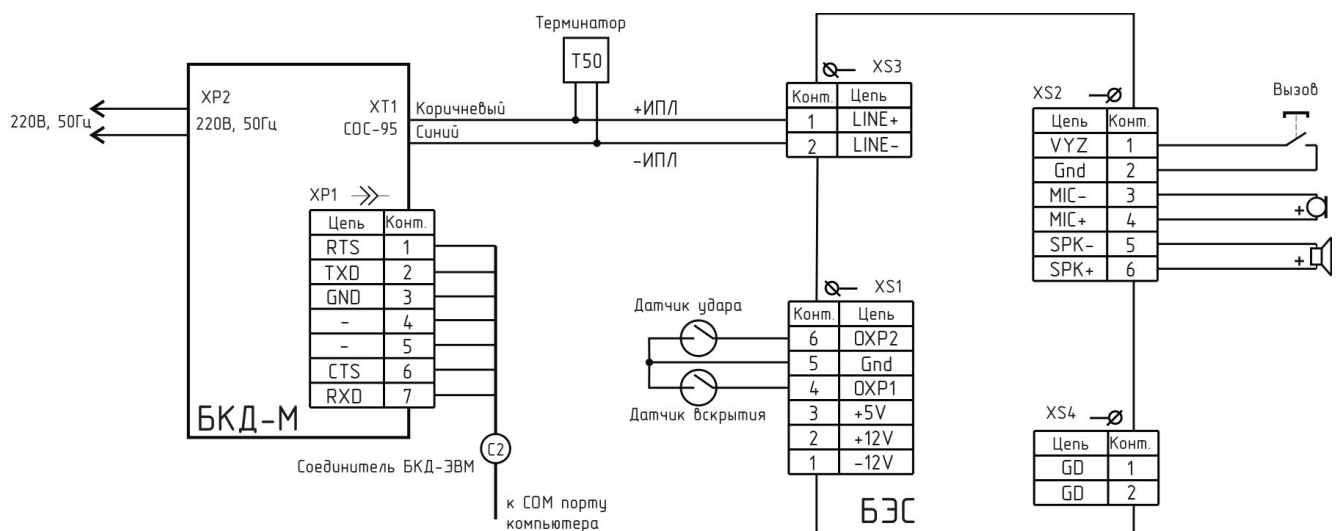 Терминатор
T50
XP2
220В, 50Гц
220В, 50Гц
XT1
СОС-95
Коричневый
Синий
+ИПЛ
-ИПЛ
XP1
Цепь Конт.
RTS 1
TXD 2
GND 3
- 4
- 5
CTS 6
RXD 7
БКД-М
C2
Соединитель БКД-ЭВМ
к COM порту
компьютера
XS3
Конт. Цепь
1 LINE+
2 LINE-
XS2
Вызов
Цепь Конт.
VYZ 1
Gnd 2
MIC- 3
MIC+ 4
SPK- 5
SPK+ 6
+
+
XS1
Датчик удара
Датчик вскрытия
Конт. Цепь
6 OXP2
5 Gnd
4 OXP1
3 +5V
2 +12V
1 -12V
XS4
Цепь Конт.
GD 1
GD 2
БЭС